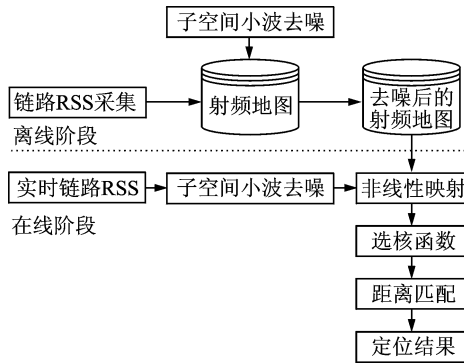 子空间小波去噪
链路RSS采集
射频地图
去噪后的
射频地图
离线阶段
实时链路RSS
子空间小波去噪
非线性映射
在线阶段
选核函数
距离匹配
定位结果